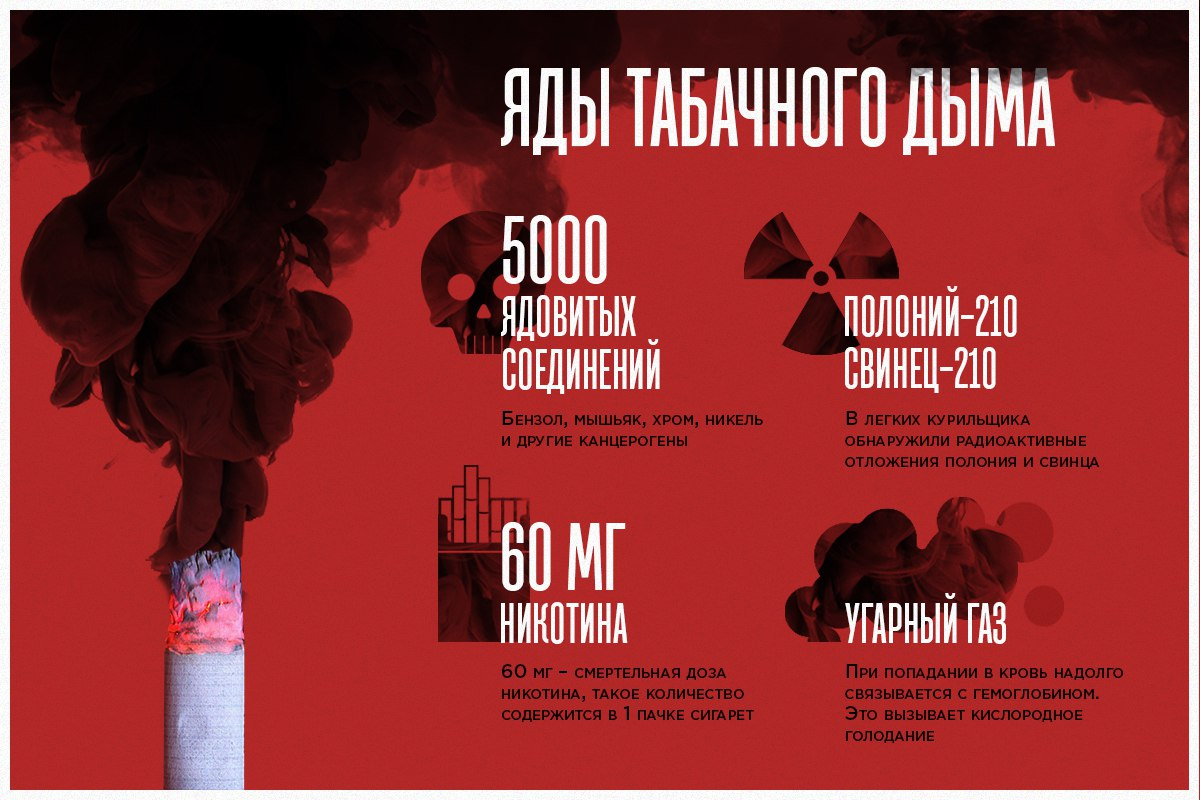 ЯДЫ ТАБАЧНОГО ДЫМА
5000
ЯДОВИТЫХ
СОЕДИНЕНИЙ
Бензол, мышьяк, хром, никель
и другие канцерогены
ПОЛОНИЙ-210
СВИНЕЦ-210
В легких курильщика
обнаружили радиоактивные
отложения полония и свинца
60 МГ
НИКОТИНА
60 мг – смертельная доза
никотина, такое количество
содержится в 1 пачке сигарет
УГАРНЫЙ ГАЗ
При попадании в кровь надолго
связывается с гемоглобином.
Это вызывает кислородное
голодание